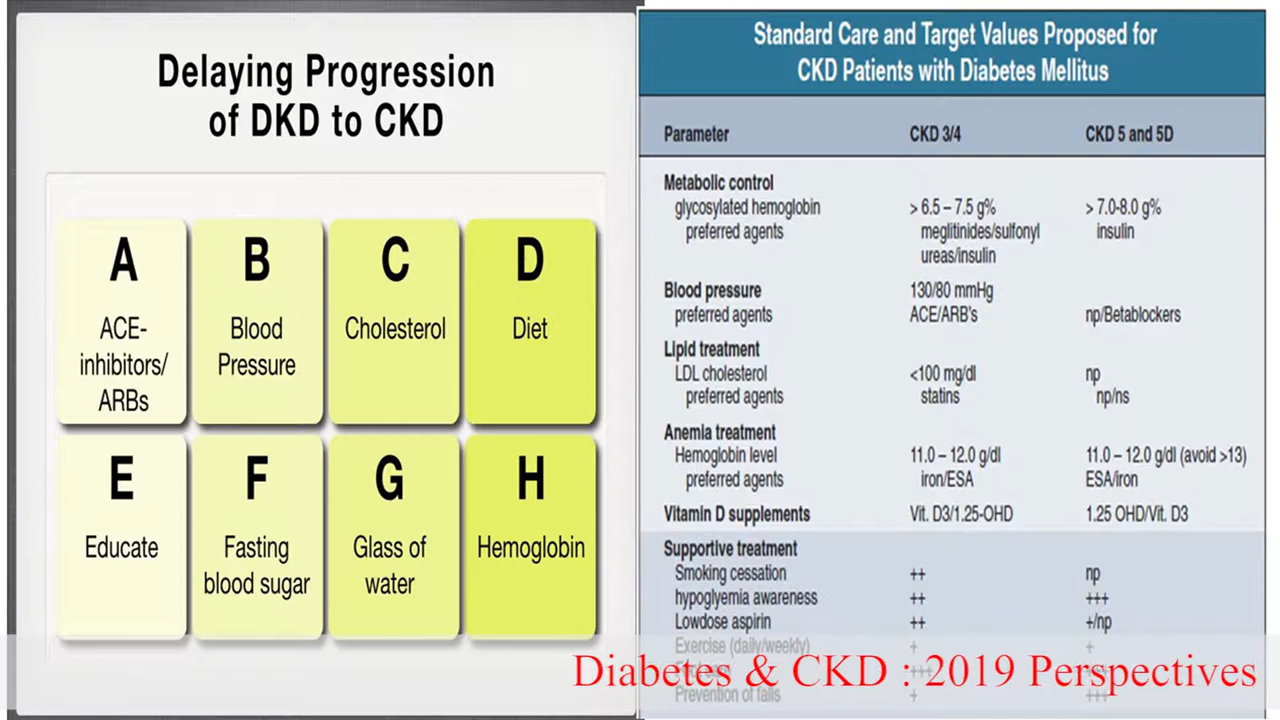 Delaying Progression
of DKD to CKD
A
ACE-
inhibitors/
ARBs
B
Blood
Pressure
C
Cholesterol
D
Diet
E
Educate
F
Fasting
blood sugar
G
Glass of
water
H
Hemoglobin
Standard Care and Target Values Proposed for
CKD Patients with Diabetes Mellitus
Parameter CKD 3/4 CKD 5 and 5D
Metabolic control
glycosylated hemoglobin > 6.5 – 7.5 g% > 7.0-8.0 g%
preferred agents meglitinides/sulfonyl insulin
ureas/insulin
Blood pressure 130/80 mmHg
preferred agents ACE/ARB's np/Betablockers
Lipid treatment
LDL cholesterol <100 mg/dl np
preferred agents statins np/ns
Anemia treatment
Hemoglobin level 11.0 – 12.0 g/dl 11.0 – 12.0 g/dl (avoid >13)
preferred agents iron/ESA ESA/iron
Vitamin D supplements Vit. D3/1.25-OHD 1.25 OHD/Vit. D3
Supportive treatment
Smoking cessation ++ np
hypoglyemia awareness ++ +++
Lowdose aspirin ++ +/np
Exercise (daily/weekly) + +
Diabetes & CKD : 2019 Perspectives
Prevention of falls + +++